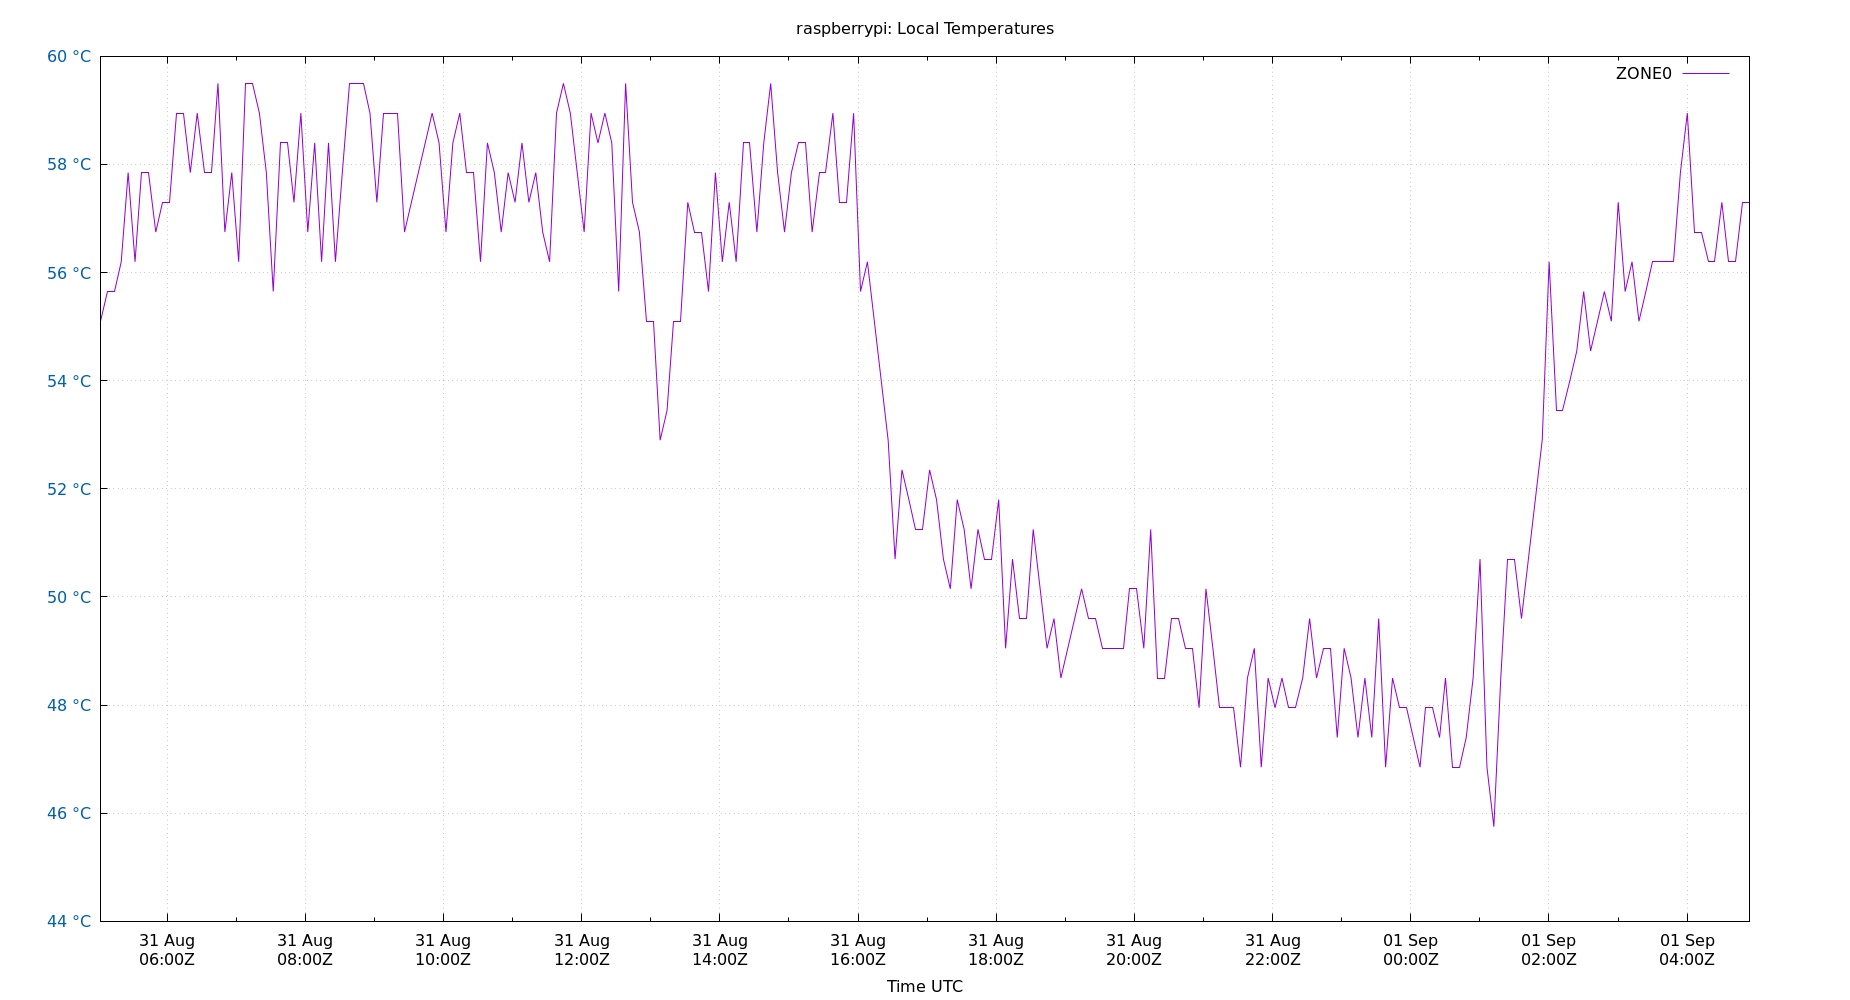 raspberrypi: Local Temperatures
ZONE0
60 °C
58 °C
56 °C
54 °C
52 °C
50 °C
48 °C
46 °C
44 °C
31 Aug 31 Aug 31 Aug 31 Aug 31 Aug 31 Aug 31 Aug 31 Aug 31 Aug 01 Sep 01 Sep 01 Sep
06:00Z 08:00Z 10:00Z 12:00Z 14:00Z 16:00Z 18:00Z 20:00Z 22:00Z 00:00Z 02:00Z 04:00Z
Time UTC